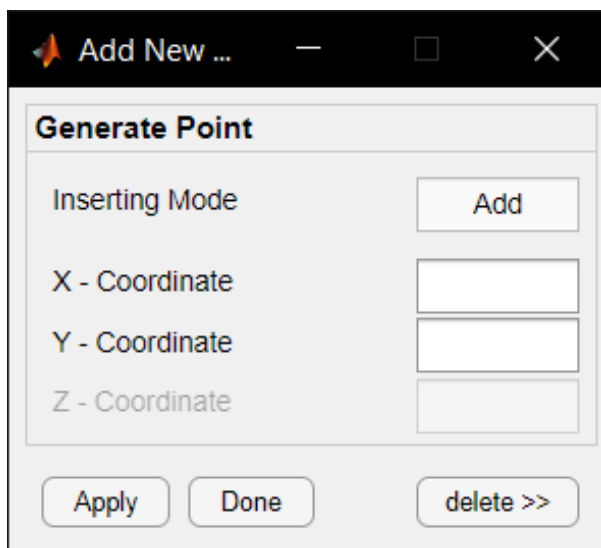 Add New ...
Generate Point
Inserting Mode Add
X - Coordinate
Y - Coordinate
Z - Coordinate
Apply Done delete >>